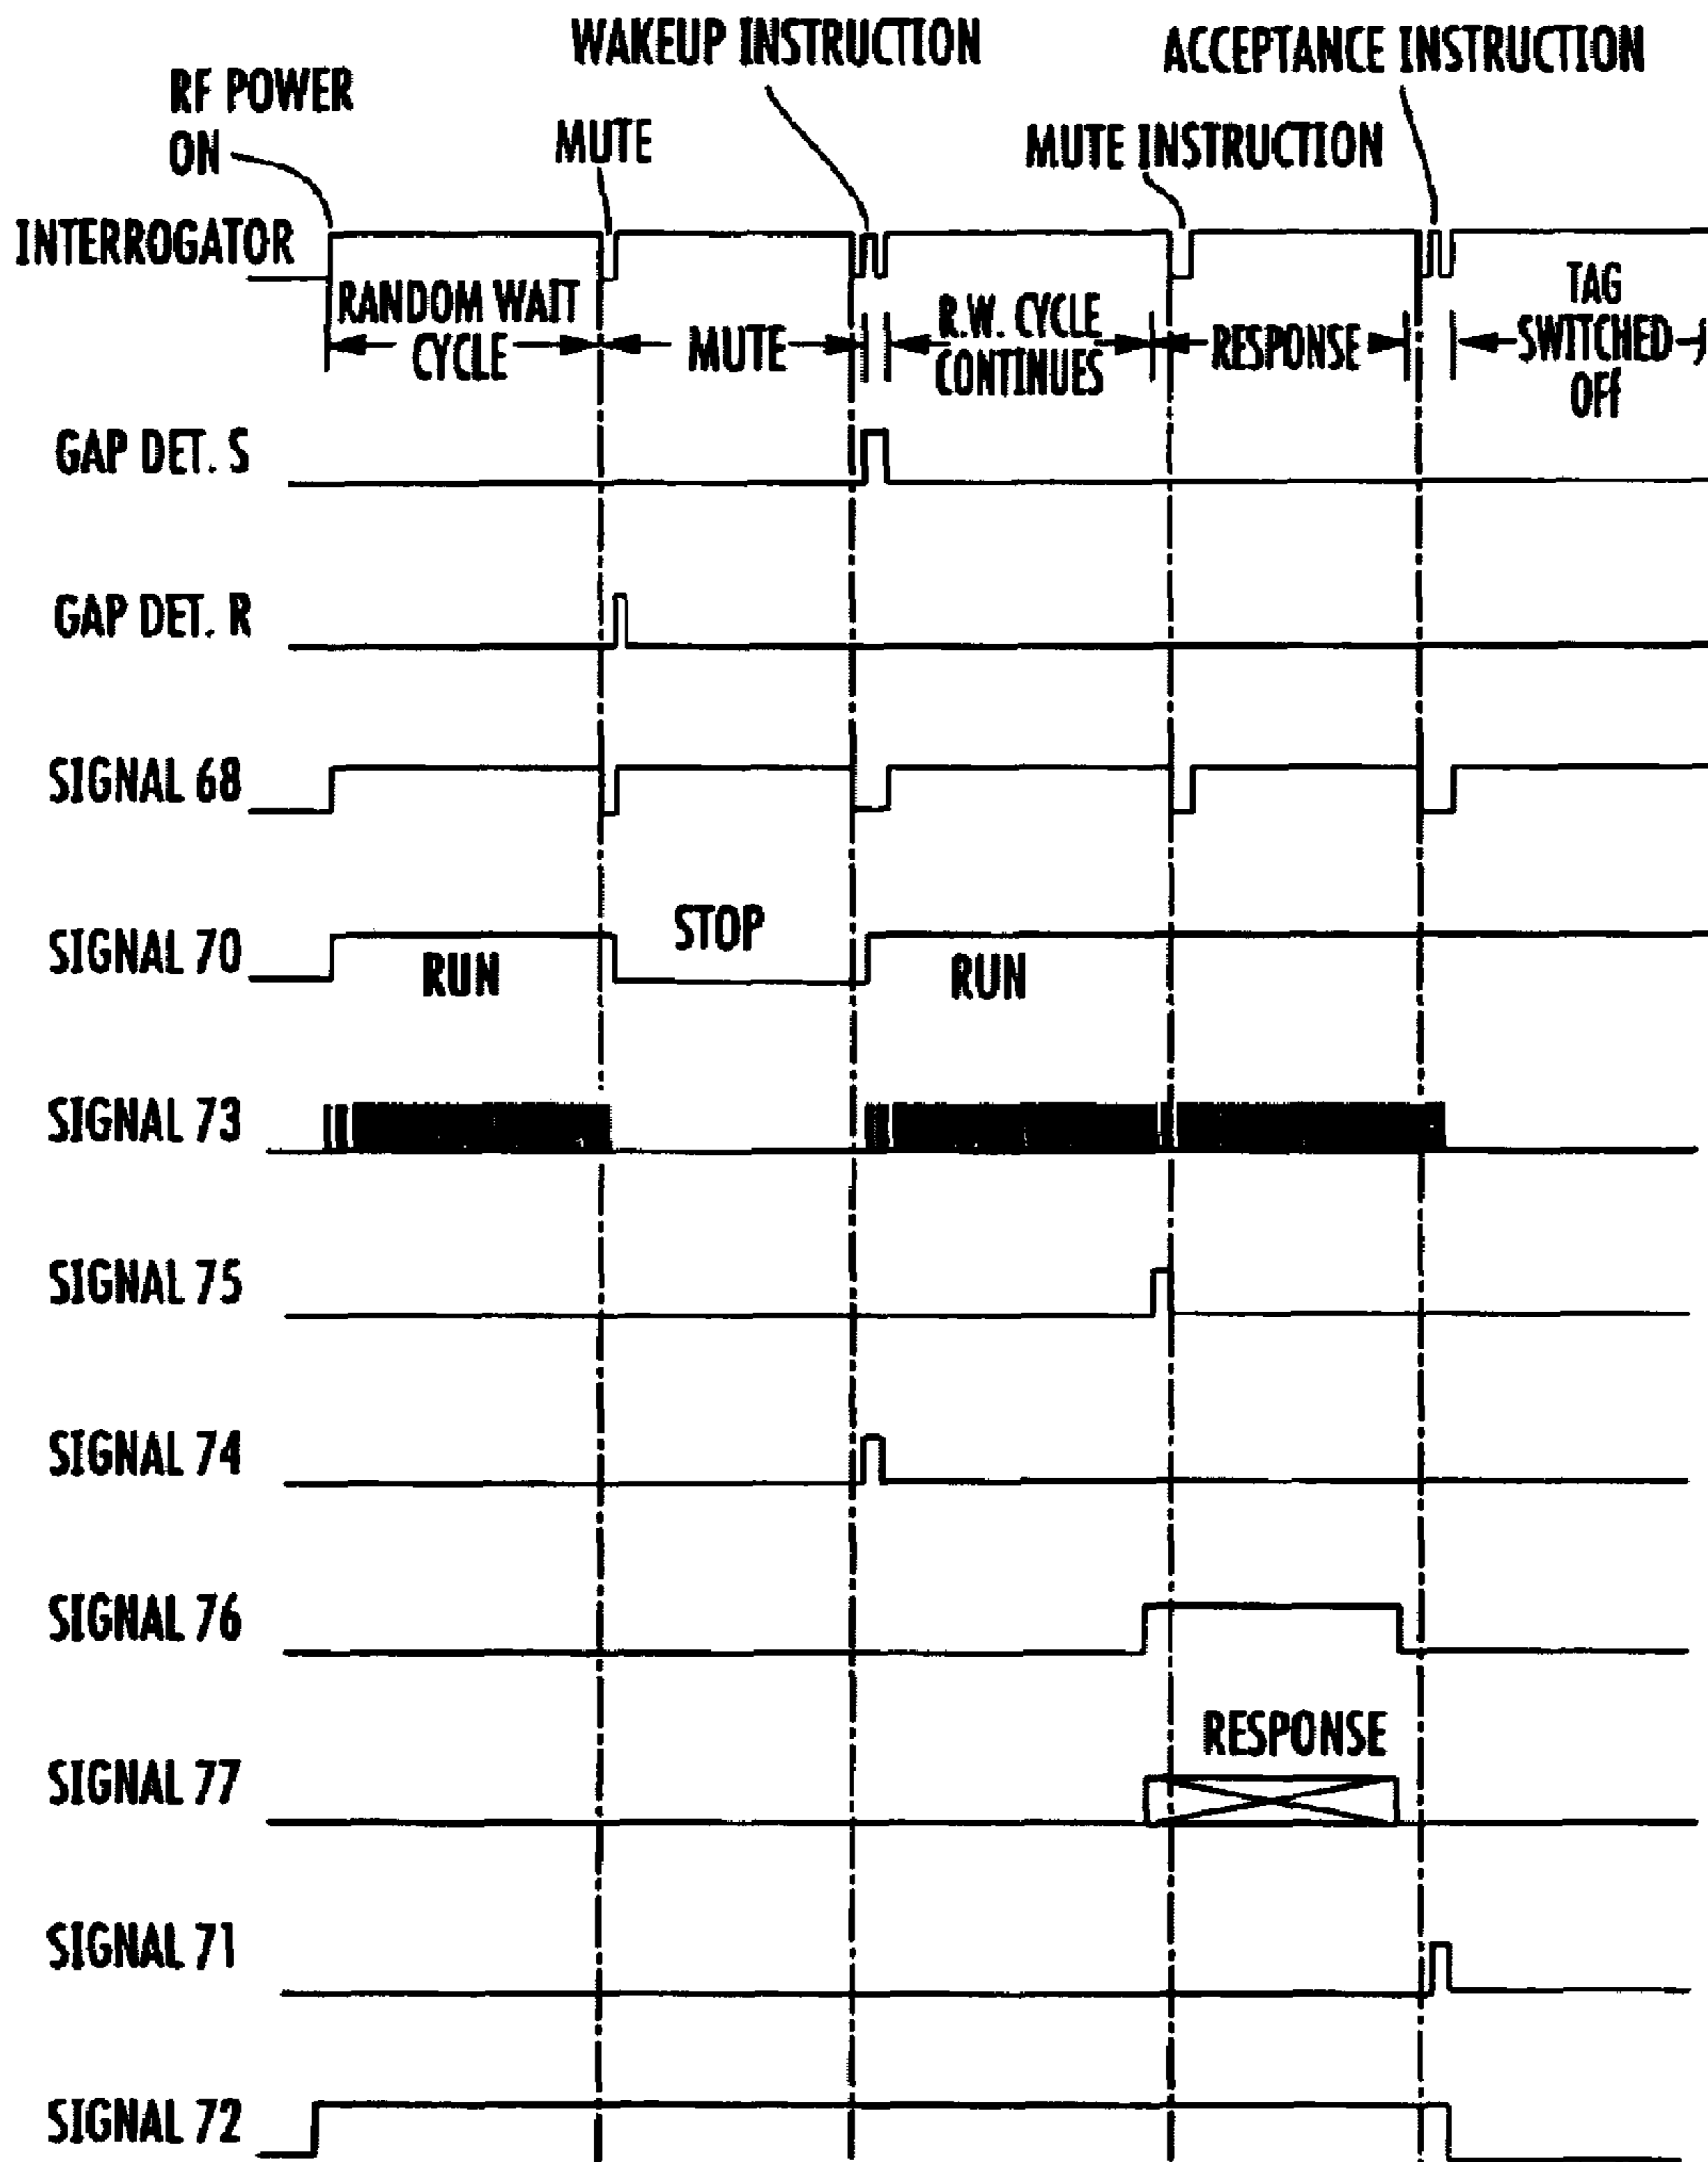 WAKEUP INSTRUCTION
ACCEPTANCE INSTRUCTION
RF POWER
ON
MUTE
MUTE INSTRUCTION
INTERROGATOR
RANDOM WAIT
CYCLE
MUTE
R.W. CYCLE
CONTINUES
RESPONSE
TAG
SWITCHED
OFF
GAP DET. S
GAP DET. R
SIGNAL 68
SIGNAL 70
RUN
STOP
RUN
SIGNAL 73
SIGNAL 75
SIGNAL 74
SIGNAL 76
RESPONSE
SIGNAL 77
SIGNAL 71
SIGNAL 72